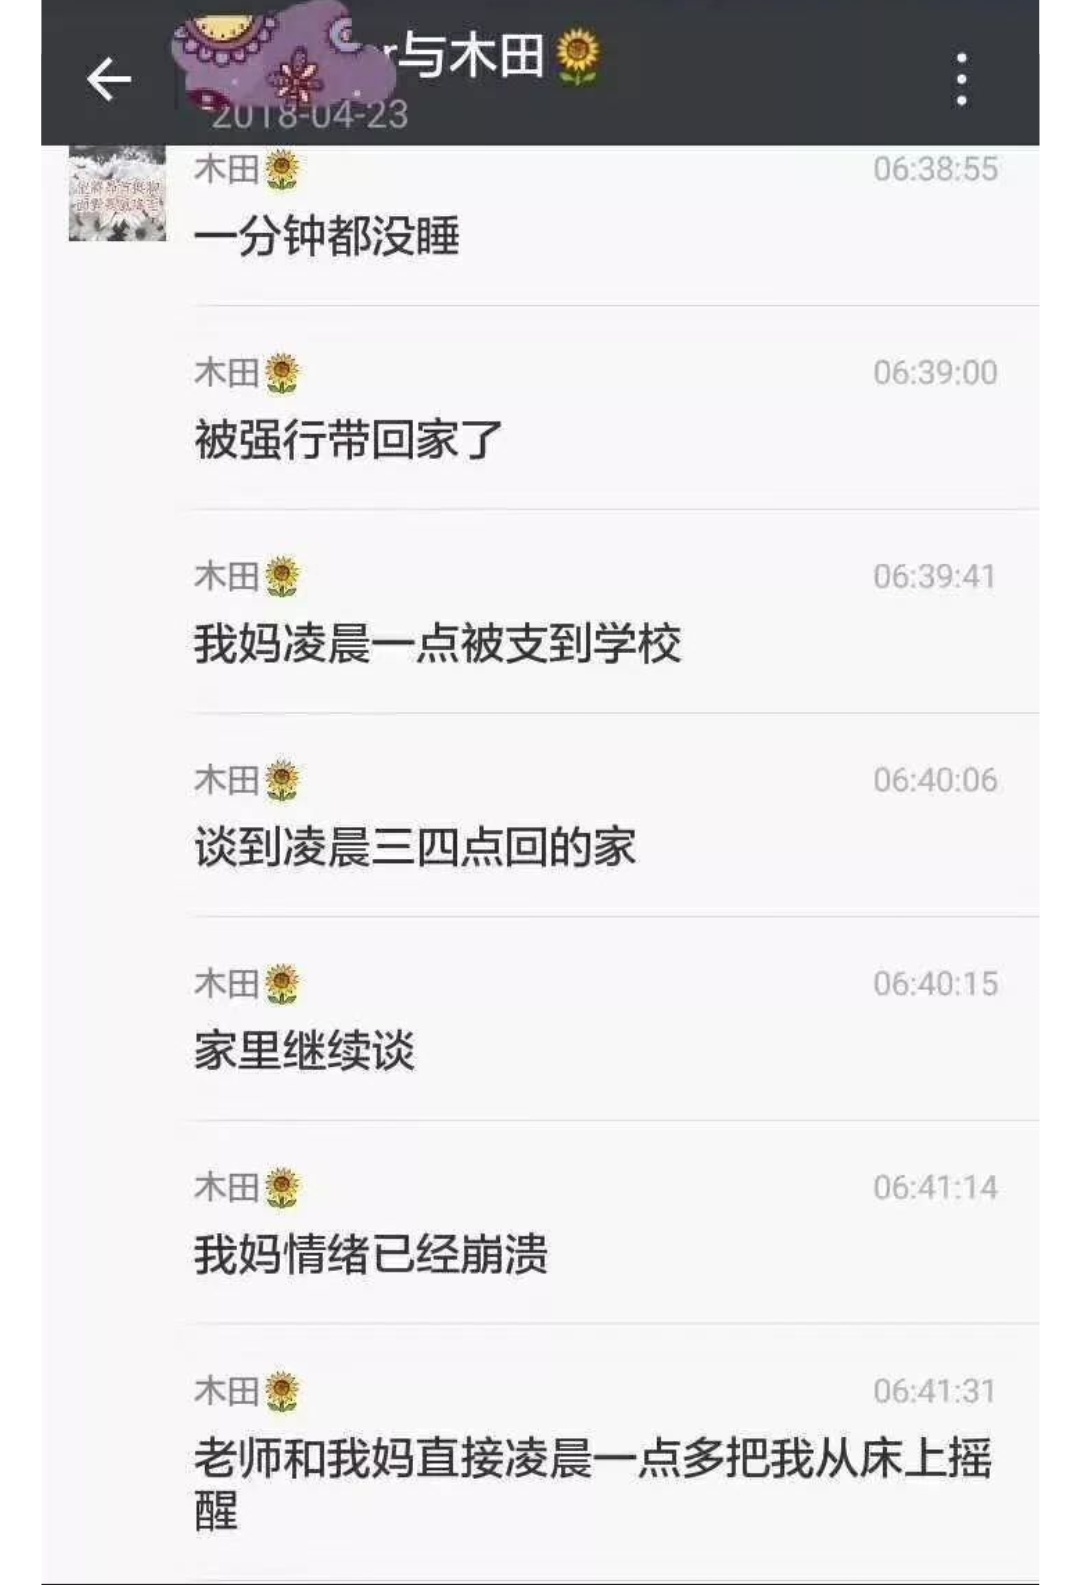 与木田🌻
2018-04-23
木田🌻 06:38:55
一分钟都没睡
木田🌻 06:39:00
被强行带回家了
木田🌻 06:39:41
我妈凌晨一点被支到学校
木田🌻 06:40:06
谈到凌晨三四点回的家
木田🌻 06:40:15
家里继续谈
木田🌻 06:41:14
我妈情绪已经崩溃
木田🌻 06:41:31
老师和我妈直接凌晨一点多把我从床上摇
醒